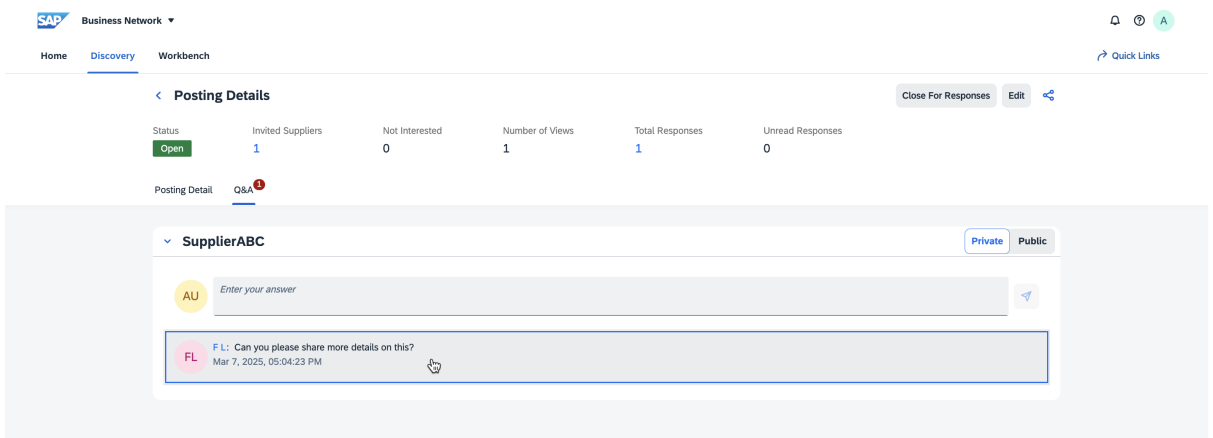 SAP Business Network
A
Home Discovery Workbench Quick Links
Posting Details Close For Responses Edit
Status Invited Suppliers Not Interested Number of Views Total Responses Unread Responses
Open 1 0 1 1 0
Posting Detail Q&A 1
SupplierABC Private Public
AU Enter your answer
FL F L: Can you please share more details on this?
Mar 7, 2025, 05:04:23 PM